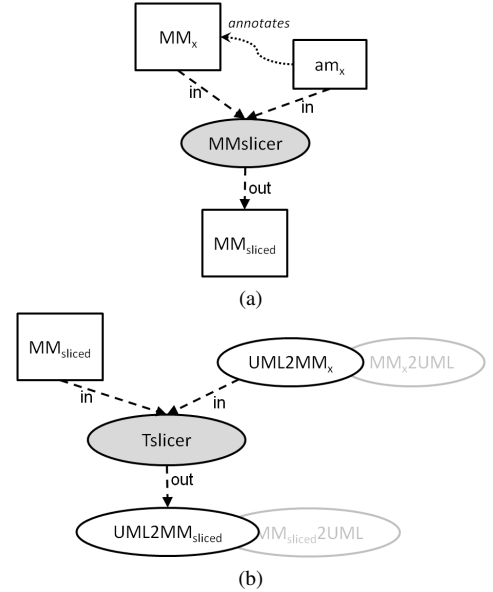 annotates
MMx
amx
in
in
MMslicer
out
MMsliced
(a)
MMsliced
UML2MMx
MMx2UML
in
in
Tslicer
out
UML2MMsliced
MMsliced2UML
(b)